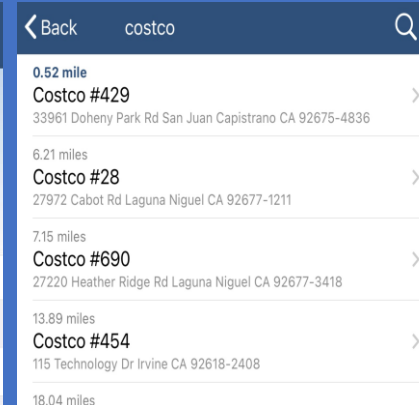 Back costco
0.52 mile
Costco #429
33961 Doheny Park Rd San Juan Capistrano CA 92675-4836
6.21 miles
Costco #28
27972 Cabot Rd Laguna Niguel CA 92677-1211
7.15 miles
Costco #690
27220 Heather Ridge Rd Laguna Niguel CA 92677-3418
13.89 miles
Costco #454
115 Technology Dr Irvine CA 92618-2408
18.04 miles